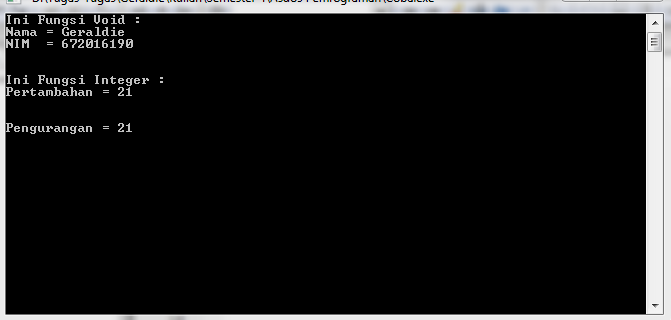 Ini Fungsi Void :
Nama = Geraldie
NIM = 672016190
Ini Fungsi Integer :
Pertambahan = 21
Pengurangan = 21